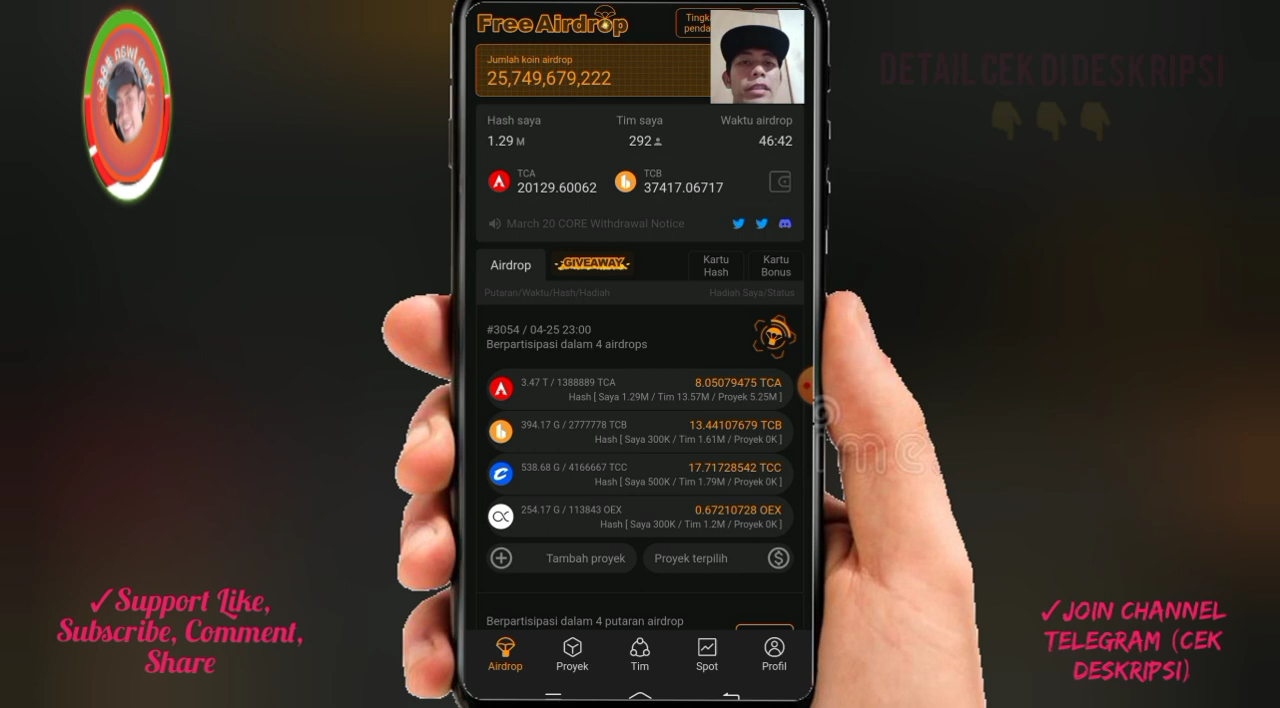 Free Airdrop
Jumlah koin airdrop
25,749,679,222
DETAIL CEK DI DESKRIPSI
Hash saya
Tim saya
Waktu airdrop
1.29 M
292
46:42
TCA
20129.60062
TCB
37417.06717
March 20 CORE Withdrawal Notice
Airdrop
GIVEAWAY
Kartu
Hash
Kartu
Bonus
Putaran/Waktu/Hash/Hadiah
Hadiah Saya/Status
#3054 / 04-25 23:00
Berpartisipasi dalam 4 airdrops
3.47 T / 1388889 TCA
8.05079475 TCA
Hash [ Saya 1.29M / Tim 13.57M / Proyek 5.25M ]
394.17 G / 2777778 TCB
13.44107679 TCB
Hash [ Saya 300K / Tim 1.61M / Proyek 0K ]
538.68 G / 4166667 TCC
17.71728542 TCC
Hash [ Saya 500K / Tim 1.79M / Proyek 0K ]
254.17 G / 113843 OEX
0.67210728 OEX
Hash [ Saya 300K / Tim 1.2M / Proyek 0K ]
Tambah proyek
Proyek terpilih
Berpartisipasi dalam 4 putaran airdrop
Airdrop
Proyek
Tim
Spot
Profil
✓Support Like,
Subscribe, Comment,
Share
✓JOIN CHANNEL
TELEGRAM (CEK
DESKRIPSI)